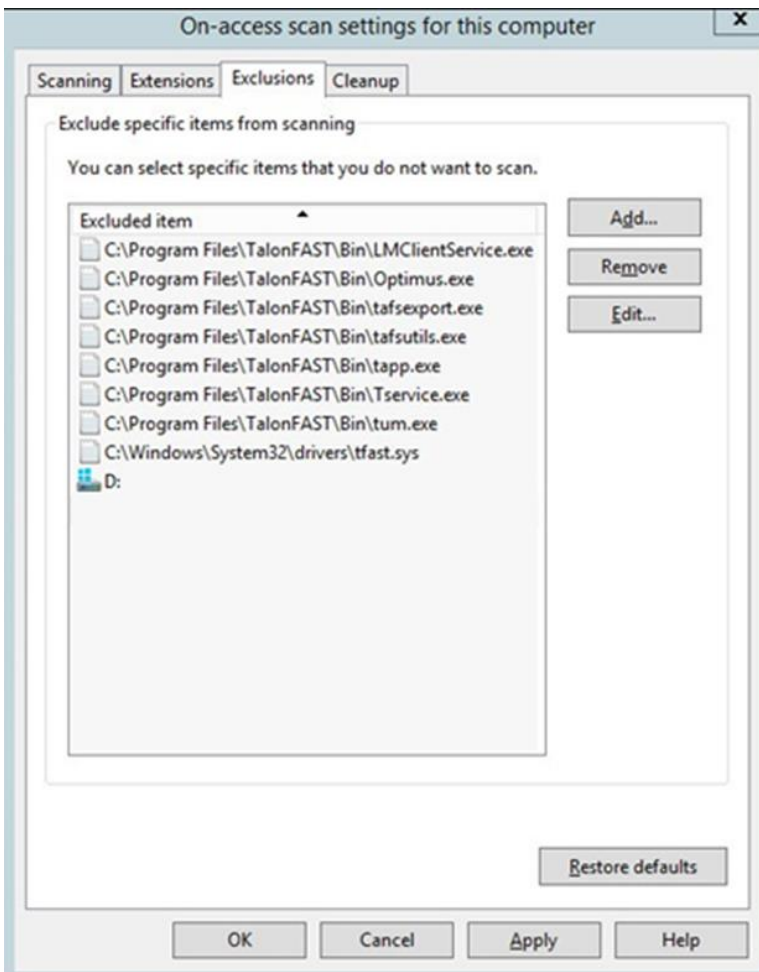 On-access scan settings for this computer
x
Scanning Extensions Exclusions Cleanup
Exclude specific items from scanning
You can select specific items that you do not want to scan.
Excluded item
C:\Program Files\TalonFAST\Bin\LMClientService.exe
C:\Program Files\TalonFAST\Bin\Optimus.exe
C:\Program Files\TalonFAST\Bin\tafsexport.exe
C:\Program Files\TalonFAST\Bin\tafsutils.exe
C:\Program Files\TalonFAST\Bin\tapp.exe
C:\Program Files\TalonFAST\Bin\Tservice.exe
C:\Program Files\TalonFAST\Bin\tum.exe
C:\Windows\System32\drivers\tfast.sys
D:
Add...
Remove
Edit...
Restore defaults
OK Cancel Apply Help